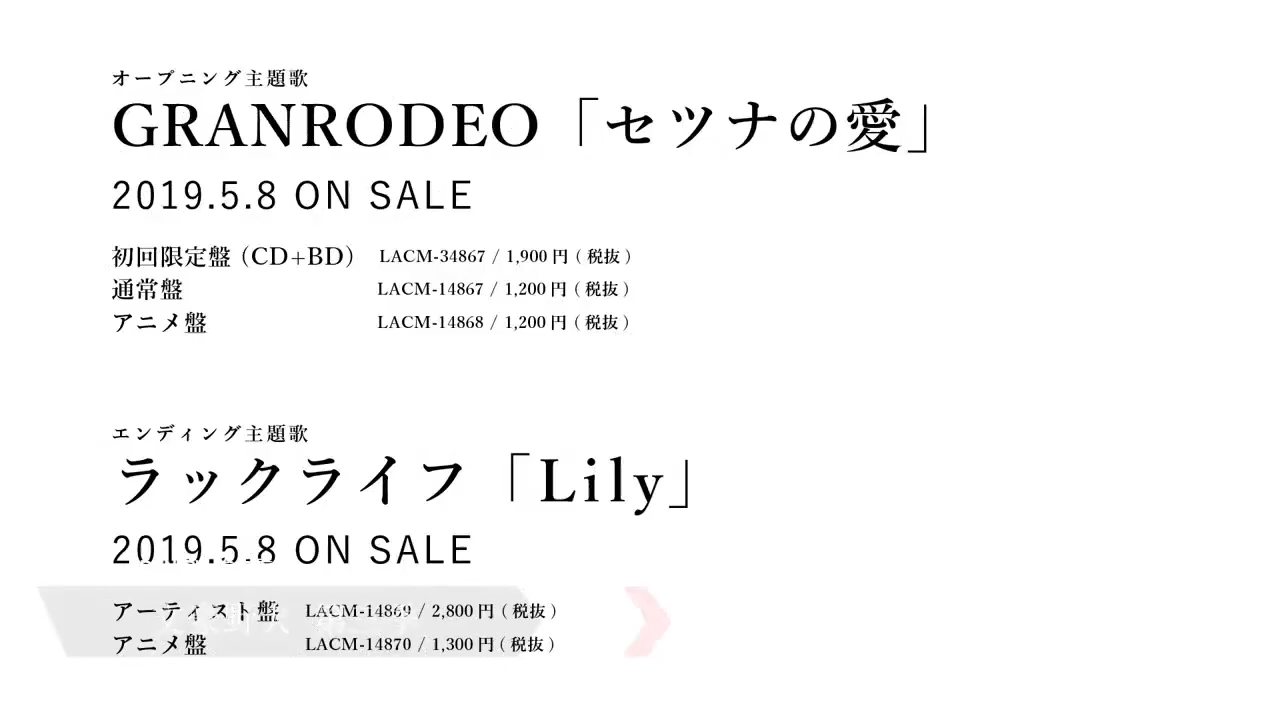 オープニング主題歌
GRANRODEO「セツナの愛」
2019.5.8 ON SALE
初回限定盤（CD+BD） LACM-34867 / 1,900 円 ( 税抜 )
通常盤 LACM-14867 / 1,200 円 ( 税抜 )
アニメ盤 LACM-14868 / 1,200 円 ( 税抜 )
エンディング主題歌
ラックライフ「Lily」
2019.5.8 ON SALE
アーティスト盤 LACM-14869 / 2,800 円 ( 税抜 )
アニメ盤 LACM-14870 / 1,300 円 ( 税抜 )